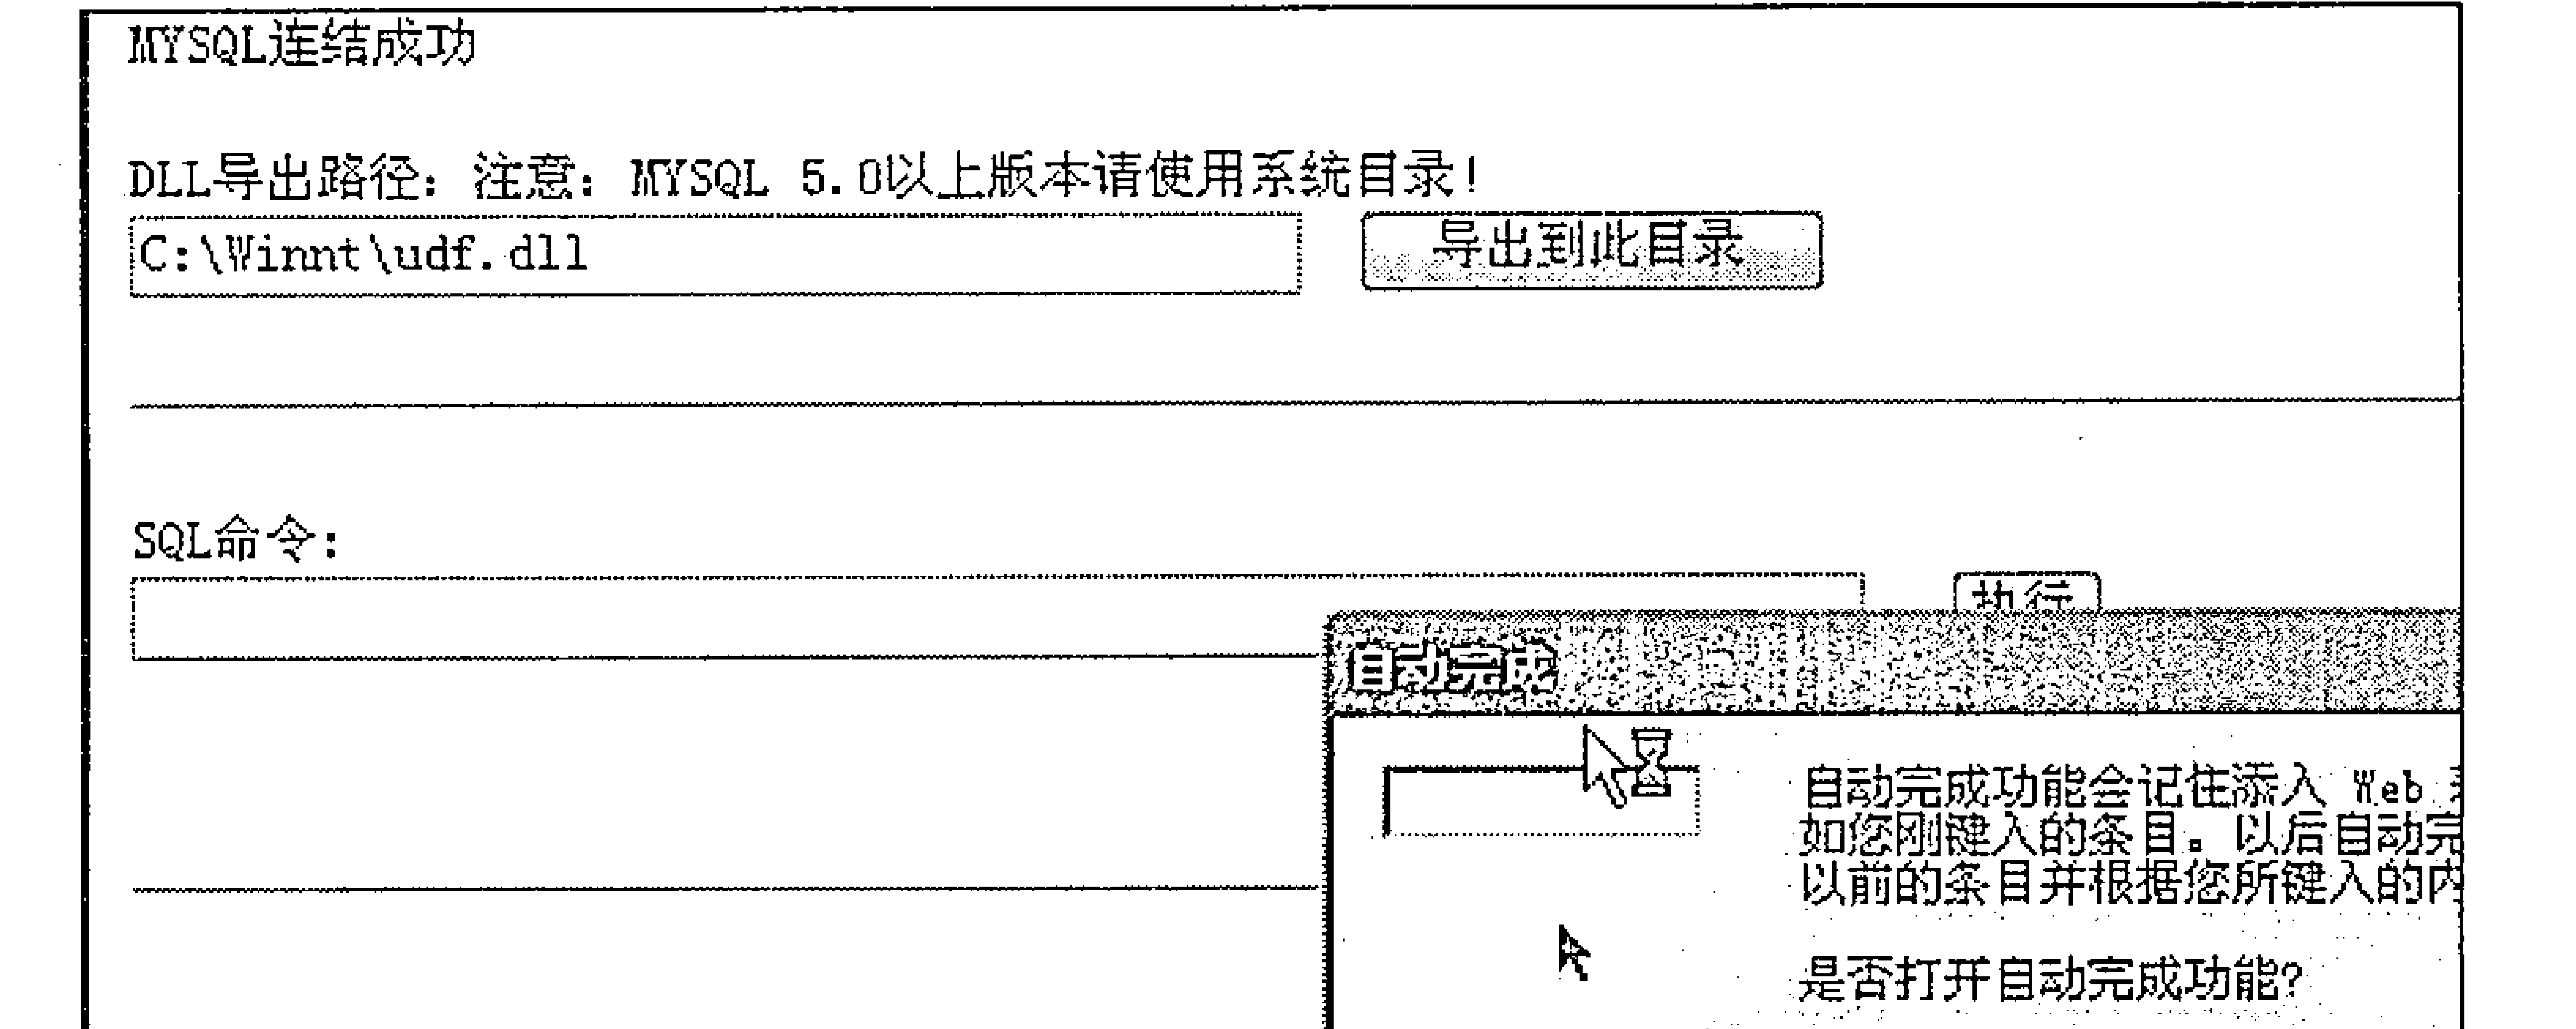 MYSQL连结成功
DLL导出路径：注意：MYSQL 5.0以上版本请使用系统目录!
C:\Winnt\udf.dll
导出到此目录
SQL命令：
执行
自动完成
自动完成功能会记住添入 Web
如您刚键入的条目。以后自动完
以前的条目并根据您所键入的内
是否打开自动完成功能?